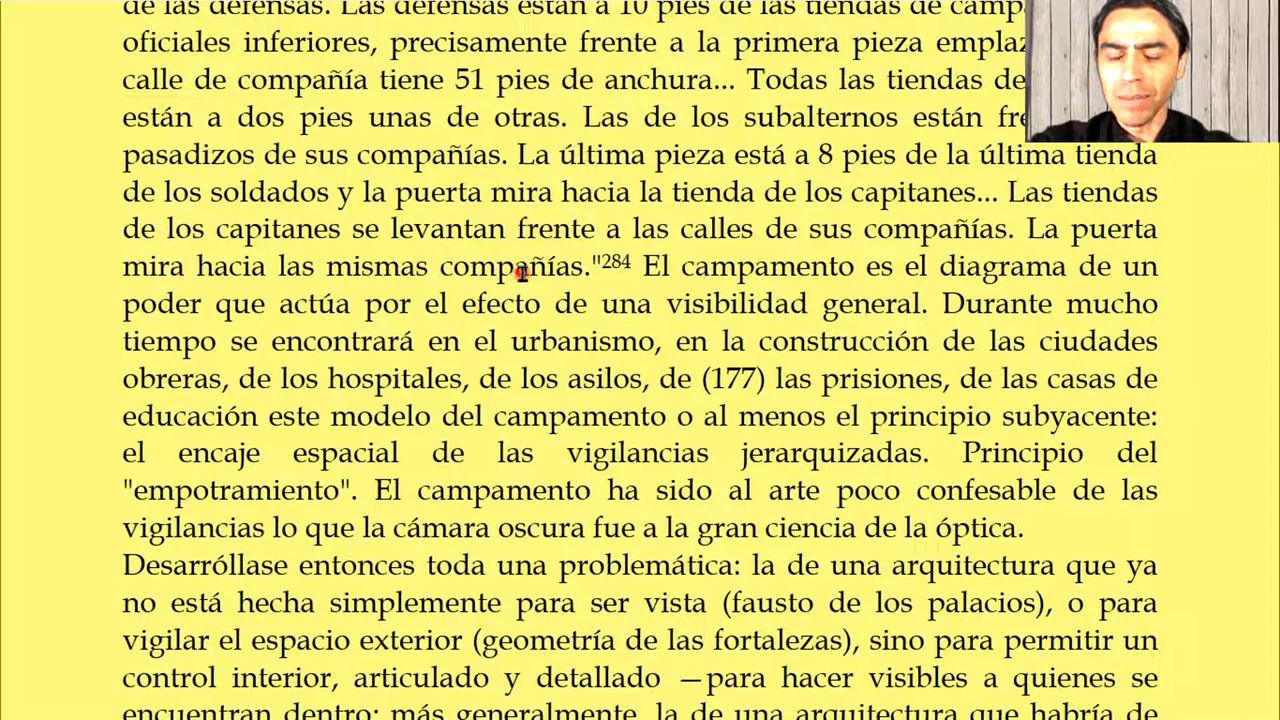 de las defensas. Las defensas están a 10 pies de las tiendas de
oficiales inferiores, precisamente frente a la primera pieza
calle de compañía tiene 51 pies de anchura... Todas las tiendas
están a dos pies unas de otras. Las de los subalternos están
pasadizos de sus compañías. La última pieza está a 8 pies de la última tienda
de los soldados y la puerta mira hacia la tienda de los capitanes... Las tiendas
de los capitanes se levantan frente a las calles de sus compañías. La puerta
mira hacia las mismas compañías."284 El campamento es el diagrama de un
poder que actúa por el efecto de una visibilidad general. Durante mucho
tiempo se encontrará en el urbanismo, en la construcción de las ciudades
obreras, de los hospitales, de los asilos, de (177) las prisiones, de las casas de
educación este modelo del campamento o al menos el principio subyacente:
el encaje espacial de las vigilancias jerarquizadas. Principio del
"empotramiento". El campamento ha sido al arte poco confesable de las
vigilancias lo que la cámara oscura fue a la gran ciencia de la óptica.
Desarróllase entonces toda una problemática: la de una arquitectura que ya
no está hecha simplemente para ser vista (fausto de los palacios), o para
vigilar el espacio exterior (geometría de las fortalezas), sino para permitir un
control interior, articulado y detallado —para hacer visibles a quienes se
encuentran dentro; más generalmente, la de una arquitectura que habría de